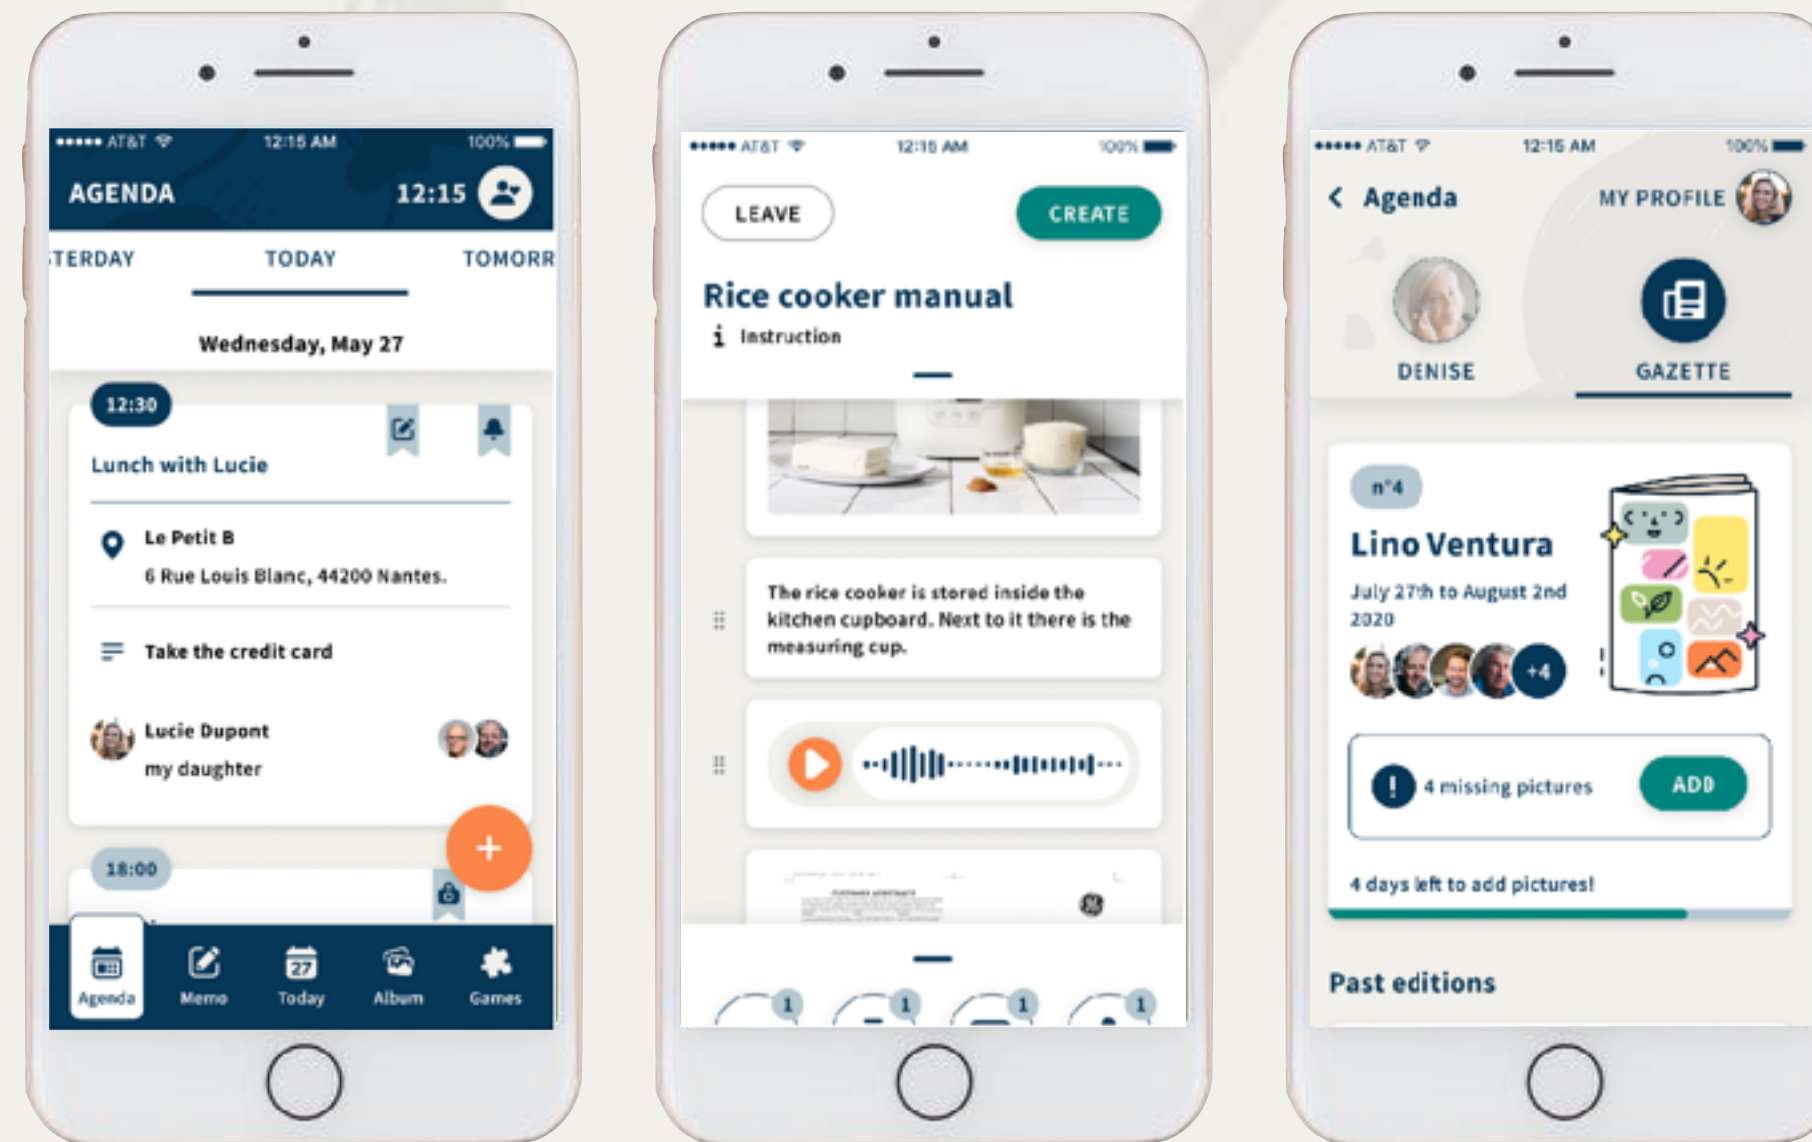 AT&T 12:15 AM 100%
AGENDA 12:15
TERDAY TODAY TOMORR
Wednesday, May 27
12:30
Lunch with Lucie
Le Petit B
6 Rue Louis Blanc, 44200 Nantes.
Take the credit card
Lucie Dupont
my daughter
+
18:00
27
Agenda Memo Today Album Games
AT&T 12:15 AM 100%
LEAVE CREATE
Rice cooker manual
i Instruction
The rice cooker is stored inside the
kitchen cupboard. Next to it there is the
measuring cup.
CUSTOMER ASSISTANCE
1 1 1 1
AT&T 12:15 AM 100%
< Agenda MY PROFILE
DENISE GAZETTE
n°4
Lino Ventura
July 27th to August 2nd
2020
+4
! 4 missing pictures ADD
4 days left to add pictures!
Past editions